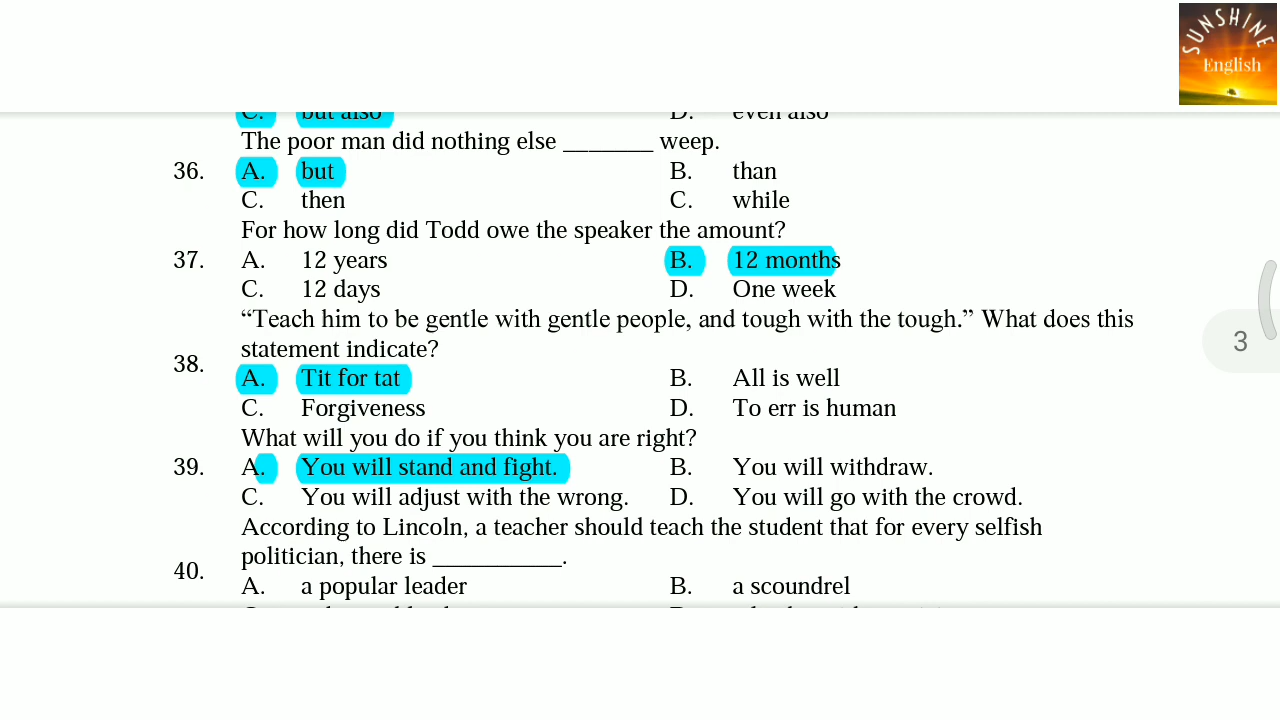 SUNSHINE
English
C. but also D. even also
The poor man did nothing else _______ weep.
36. A. but B. than
C. then C. while
For how long did Todd owe the speaker the amount?
37. A. 12 years B. 12 months
C. 12 days D. One week
“Teach him to be gentle with gentle people, and tough with the tough.” What does this
statement indicate?
38.
A. Tit for tat B. All is well
C. Forgiveness D. To err is human
What will you do if you think you are right?
39. A. You will stand and fight. B. You will withdraw.
C. You will adjust with the wrong. D. You will go with the crowd.
According to Lincoln, a teacher should teach the student that for every selfish
politician, there is __________.
40.
A. a popular leader B. a scoundrel
3